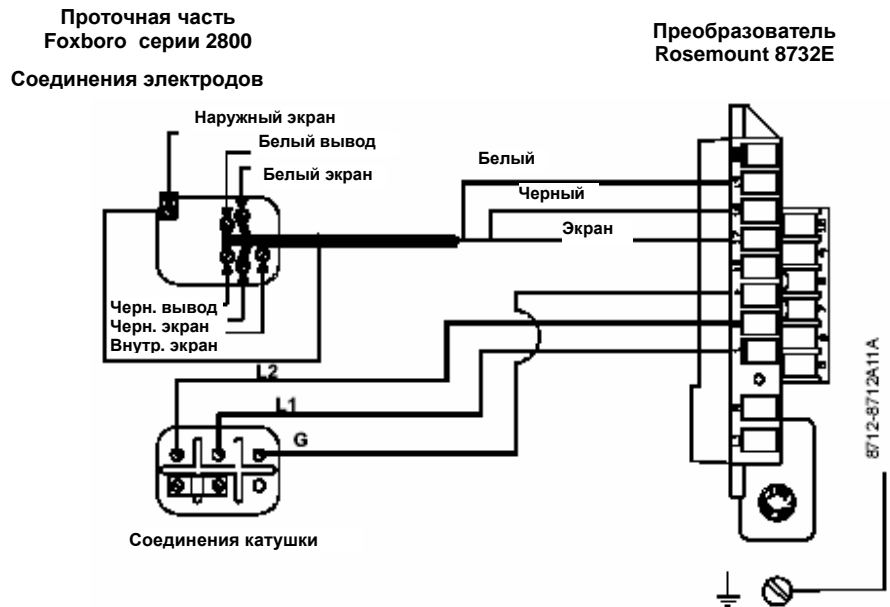 Проточная часть
Foxboro серии 2800
Преобразователь
Rosemount 8732E
Соединения электродов
Наружный экран
Белый вывод
Белый экран
Белый
Черный
Экран
Черн. вывод
Черн. экран
Внутр. экран
L2
L1
G
Соединения катушки
8712-8712A11A